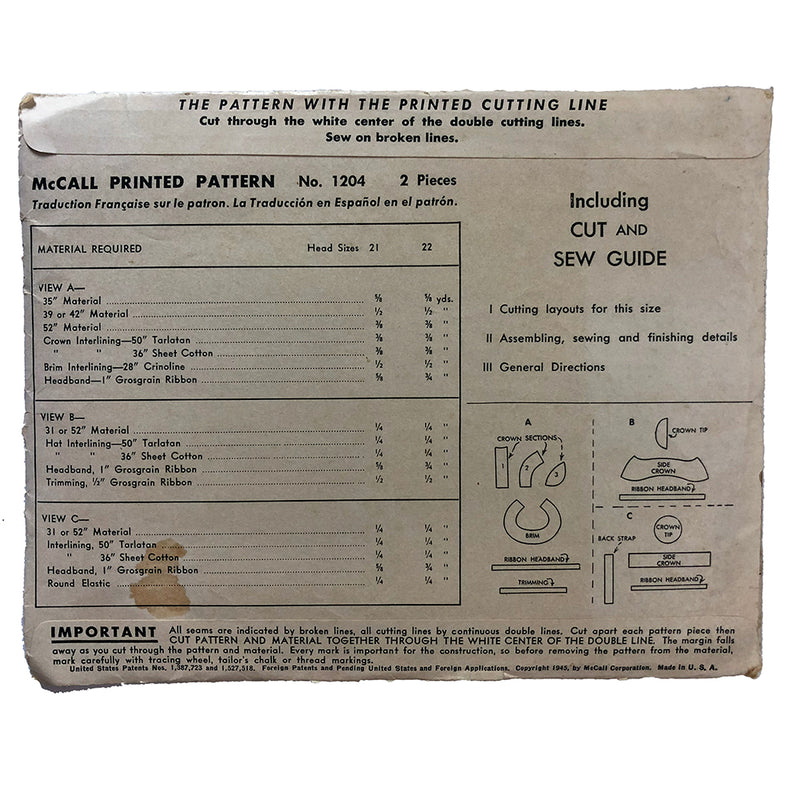 THE PATTERN WITH THE PRINTED CUTTING LINE
Cut through the white center of the double cutting lines.
Sew on broken lines.
McCALL PRINTED PATTERN No. 1204 2 Pieces
Traduction Française sur le patron. La Traducción en Español en el patrón.
MATERIAL REQUIRED Head Sizes 21 22
VIEW A—
35" Material 5/8 5/8 yds.
39 or 42" Material 1/2 1/2 "
52" Material 3/8 3/8 "
Crown Interlining—50" Tarlatan 3/8 3/8 "
" " 36" Sheet Cotton 3/8 3/8 "
Brim Interlining—28" Crinoline 1/2 1/2 "
Headband—1" Grosgrain Ribbon 5/8 3/4 "
VIEW B—
31 or 52" Material 1/4 1/4 "
Hat Interlining—50" Tarlatan 1/4 1/4 "
" " 36" Sheet Cotton 1/4 1/4 "
Headband, 1" Grosgrain Ribbon 5/8 3/4 "
Trimming, 1/2" Grosgrain Ribbon 1/2 1/2 "
VIEW C—
31 or 52" Material 1/4 1/4 "
Interlining, 50" Tarlatan 1/4 1/4 "
" 36" Sheet Cotton 1/4 1/4 "
Headband, 1" Grosgrain Ribbon 5/8 3/4 "
Round Elastic 1/4 1/4 "
Including
CUT AND
SEW GUIDE
I Cutting layouts for this size
II Assembling, sewing and finishing details
III General Directions
A
CROWN SECTIONS
1 2 3
BRIM
RIBBON HEADBAND
TRIMMING
B
CROWN TIP
SIDE
CROWN
RIBBON HEADBAND
C
CROWN
TIP
BACK STRAP
SIDE
CROWN
RIBBON HEADBAND
IMPORTANT All seams are indicated by broken lines, all cutting lines by continuous double lines. Cut apart each pattern piece then
CUT PATTERN AND MATERIAL TOGETHER THROUGH THE WHITE CENTER OF THE DOUBLE LINE. The margin falls
away as you cut through the pattern and material. Every mark is important for the construction, so before removing the pattern from the material,
mark carefully with tracing wheel, tailor's chalk or thread markings.
United States Patents Nos. 1,387,723 and 1,527,518. Foreign Patents and Pending United States and Foreign Applications. Copyright 1945, by McCall Corporation. Made in U. S. A.